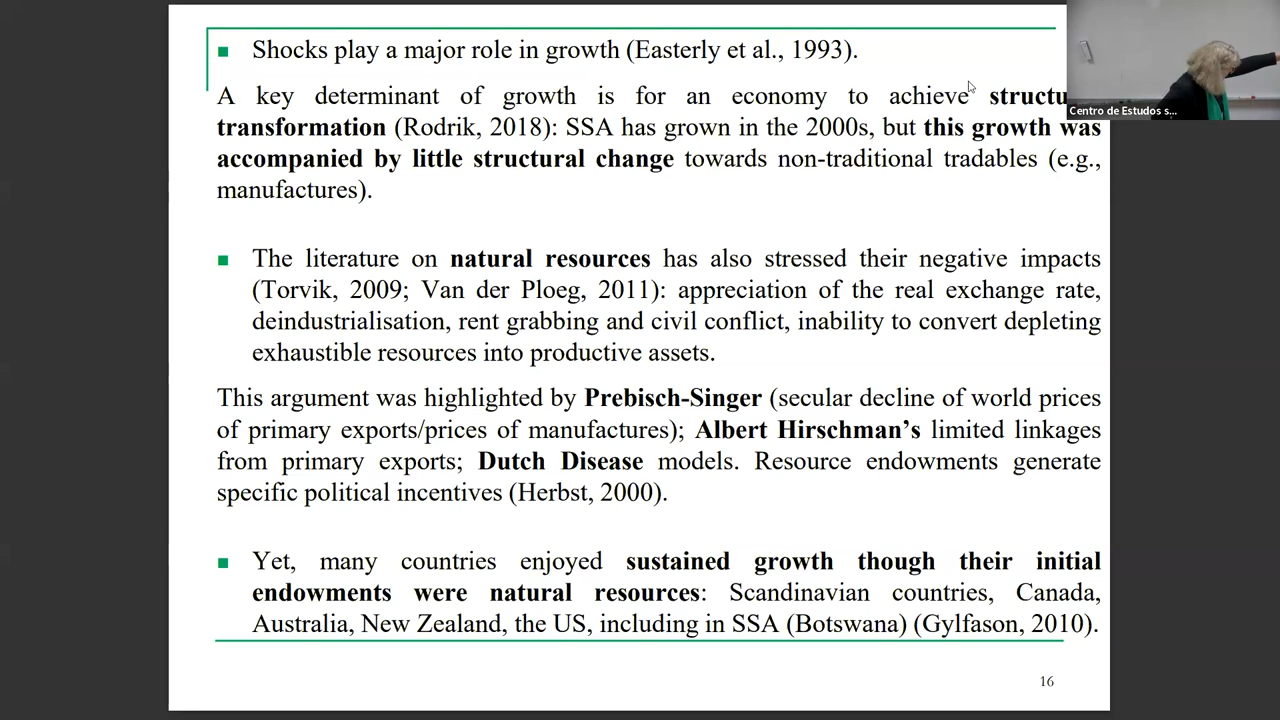 Shocks play a major role in growth (Easterly et al., 1993).
A key determinant of growth is for an economy to achieve
transformation (Rodrik, 2018): SSA has grown in the 2000s, but this growth was
accompanied by little structural change towards non-traditional tradables (e.g.,
manufactures).
The literature on natural resources has also stressed their negative impacts
(Torvik, 2009; Van der Ploeg, 2011): appreciation of the real exchange rate,
deindustrialisation, rent grabbing and civil conflict, inability to convert depleting
exhaustible resources into productive assets.
This argument was highlighted by Prebisch-Singer (secular decline of world prices
of primary exports/prices of manufactures); Albert Hirschman's limited linkages
from primary exports; Dutch Disease models. Resource endowments generate
specific political incentives (Herbst, 2000).
Yet, many countries enjoyed sustained growth though their initial
endowments were natural resources: Scandinavian countries, Canada,
Australia, New Zealand, the US, including in SSA (Botswana) (Gylfason, 2010).
16
Centro de Estudos s...